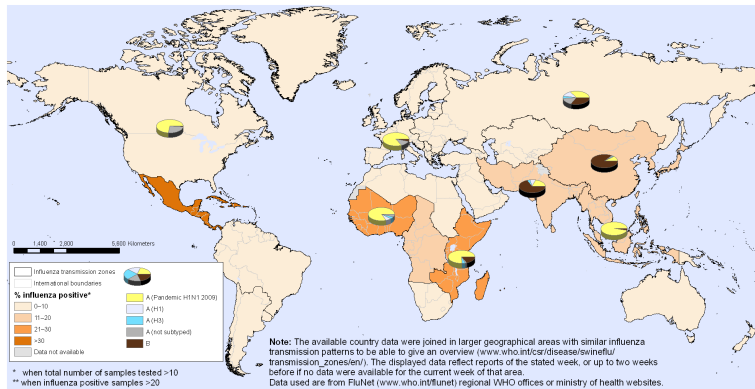 0 1,400 2,800 5,600 Kilometers
Influenza transmission zones
International boundaries
% influenza positive*
0–10
11–20
21–30
>30
Data not available
**
A (Pandemic H1N1 2009)
A (H1)
A (H3)
A (not subtyped)
B
* when total number of samples tested >10
** when influenza positive samples >20
Note: The available country data were joined in larger geographical areas with similar influenza
transmission patterns to be able to give an overview (www.who.int/csr/disease/swineflu/
transmission_zones/en/). The displayed data reflect reports of the stated week, or up to two weeks
before if no data were available for the current week of that area.
Data used are from FluNet (www.who.int/flunet) regional WHO offices or ministry of health websites.